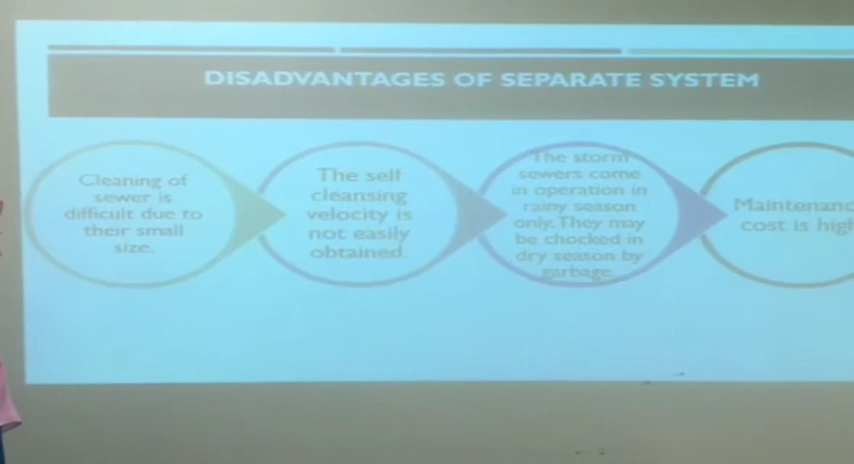 DISADVANTAGES OF SEPARATE SYSTEM
Cleaning of
sewer is
difficult due to
their small
size.
The self
cleansing
velocity is
not easily
obtained.
The storm
sewers come
in operation in
rainy season
only. They may
be chocked in
dry season by
garbage.
Maintenanc
cost is high